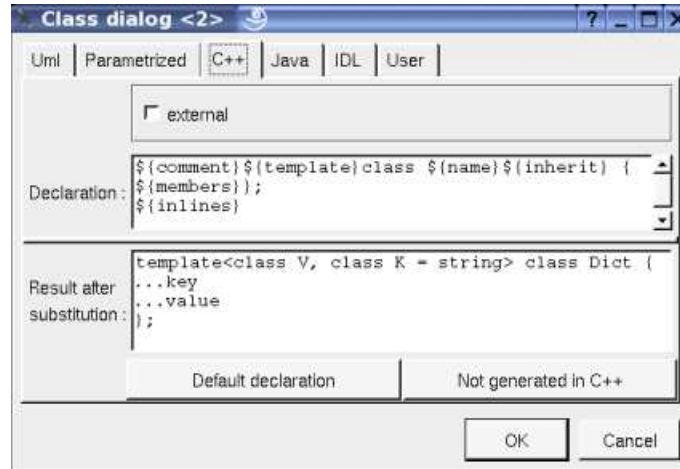 Class dialog <2>
? _ □ X
Uml Parametrized C++ Java IDL User
external
Declaration :
${comment}${template}class ${name}${inherit} {
${members}};
${inlines}
Result after
substitution :
template<class V, class K = string> class Dict {
...key
...value
};
Default declaration Not generated in C++
OK Cancel